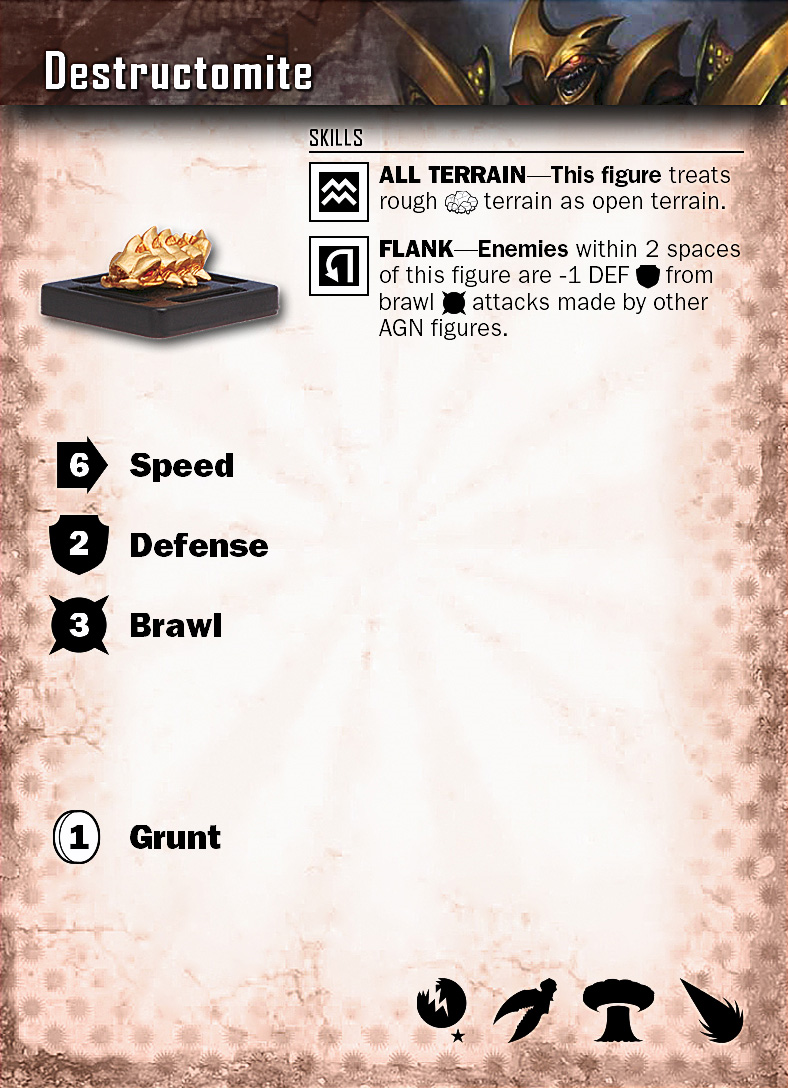 Destructomite
SKILLS
ALL TERRAIN—This figure treats
rough terrain as open terrain.
FLANK—Enemies within 2 spaces
of this figure are -1 DEF from
brawl attacks made by other
AGN figures.
6 Speed
2 Defense
3 Brawl
1 Grunt